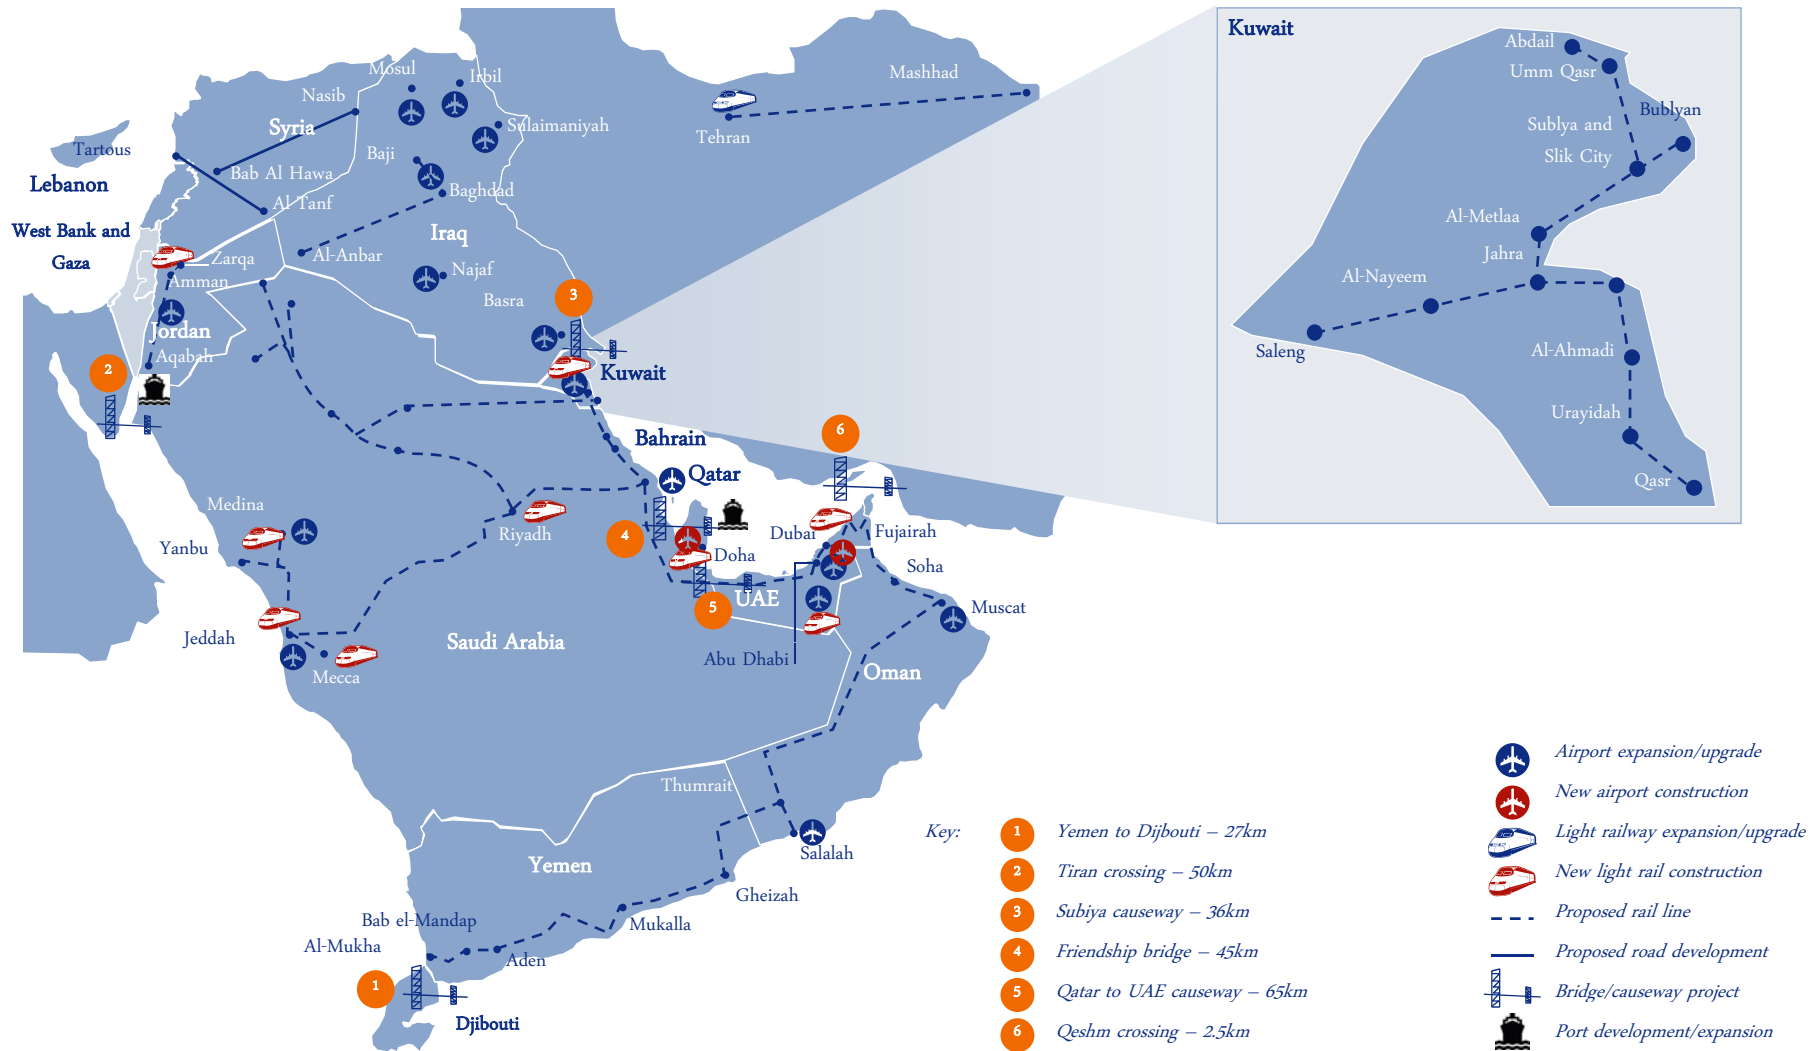 Mosul
Irbil
Nasib
Syria
Sulaimaniyah
Tartous
Baji
Bab Al Hawa
Lebanon
Baghdad
Al Tanf
West Bank and
Gaza
Iraq
Zarqa
Al-Anbar
Amman
Najaf
Basra
3
Jordan
Aqabah
2
Kuwait
Mashhad
Tehran
Bahrain
6
Qatar
Medina
Yanbu
Riyadh
4
Doha
Dubai
Fujairah
Soha
UAE
5
Muscat
Jeddah
Saudi Arabia
Abu Dhabi
Mecca
Oman
Thumrait
Salalah
Yemen
Gheizah
Bab el-Mandap
Mukalla
Al-Mukha
Aden
1
Djibouti
Kuwait
Abdail
Umm Qasr
Bublyan
Sublya and
Slik City
Al-Metlaa
Jahra
Al-Nayeem
Saleng
Al-Ahmadi
Urayidah
Qasr
Key:
1 Yemen to Dijbouti – 27km
2 Tiran crossing – 50km
3 Subiya causeway – 36km
4 Friendship bridge – 45km
5 Qatar to UAE causeway – 65km
6 Qeshm crossing – 2.5km
Airport expansion/upgrade
New airport construction
Light railway expansion/upgrade
New light rail construction
Proposed rail line
Proposed road development
Bridge/causeway project
Port development/expansion